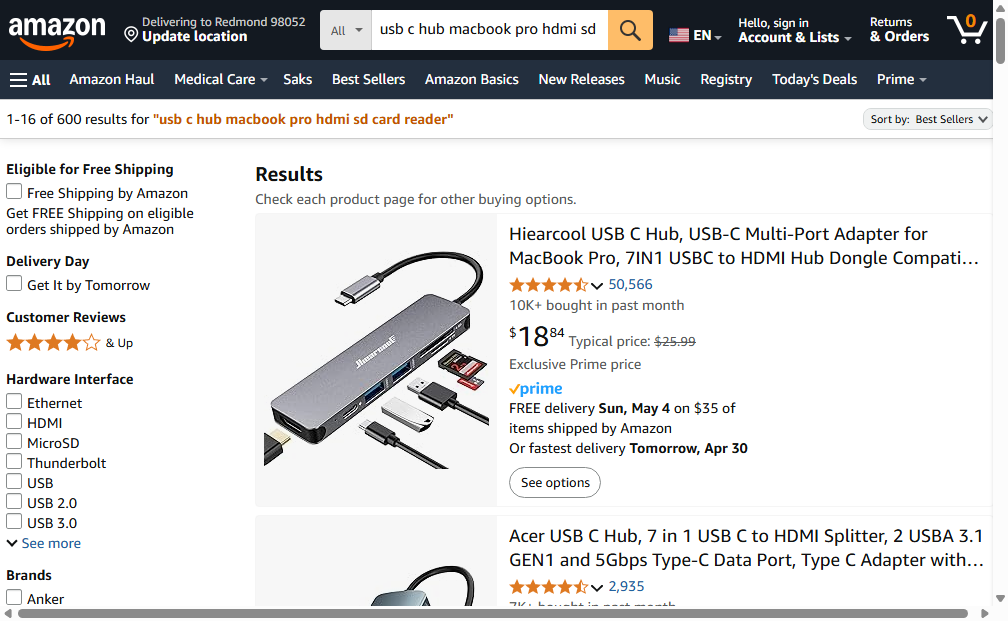 amazon
Delivering to Redmond 98052
Update location
All
usb c hub macbook pro hdmi sd
EN
Hello, sign in
Account & Lists
Returns
& Orders
0
All
Amazon Haul
Medical Care
Saks
Best Sellers
Amazon Basics
New Releases
Music
Registry
Today's Deals
Prime
1-16 of 600 results for "usb c hub macbook pro hdmi sd card reader"
Sort by: Best Sellers
Eligible for Free Shipping
Free Shipping by Amazon
Get FREE Shipping on eligible
orders shipped by Amazon
Delivery Day
Get It by Tomorrow
Customer Reviews
& Up
Hardware Interface
Ethernet
HDMI
MicroSD
Thunderbolt
USB
USB 2.0
USB 3.0
See more
Brands
Anker
Results
Check each product page for other buying options.
Hiearcool
Hiearcool USB C Hub, USB-C Multi-Port Adapter for
MacBook Pro, 7IN1 USBC to HDMI Hub Dongle Compati...
50,566
10K+ bought in past month
$1884 Typical price: $25.99
Exclusive Prime price
prime
FREE delivery Sun, May 4 on $35 of
items shipped by Amazon
Or fastest delivery Tomorrow, Apr 30
See options
Acer USB C Hub, 7 in 1 USB C to HDMI Splitter, 2 USBA 3.1
GEN1 and 5Gbps Type-C Data Port, Type C Adapter with...
2,935
7K+ bought in past month